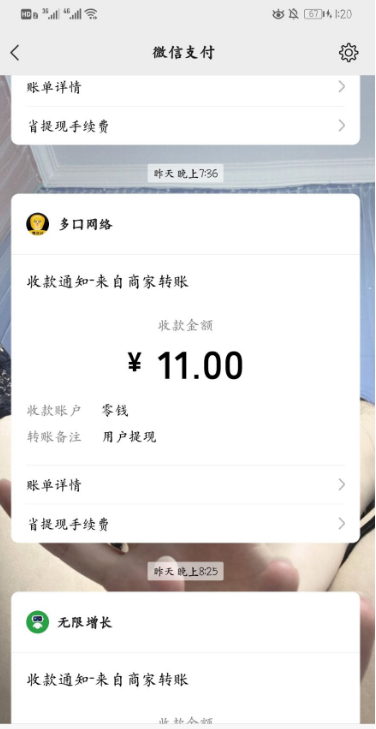 HD 3G 4G 67 1:20
微信支付
账单详情
省提现手续费
昨天 晚上7:36
多口网络
收款通知-来自商家转账
收款金额
¥ 11.00
收款账户 零钱
转账备注 用户提现
账单详情
省提现手续费
昨天 晚上8:25
无限增长
收款通知-来自商家转账
收款金额